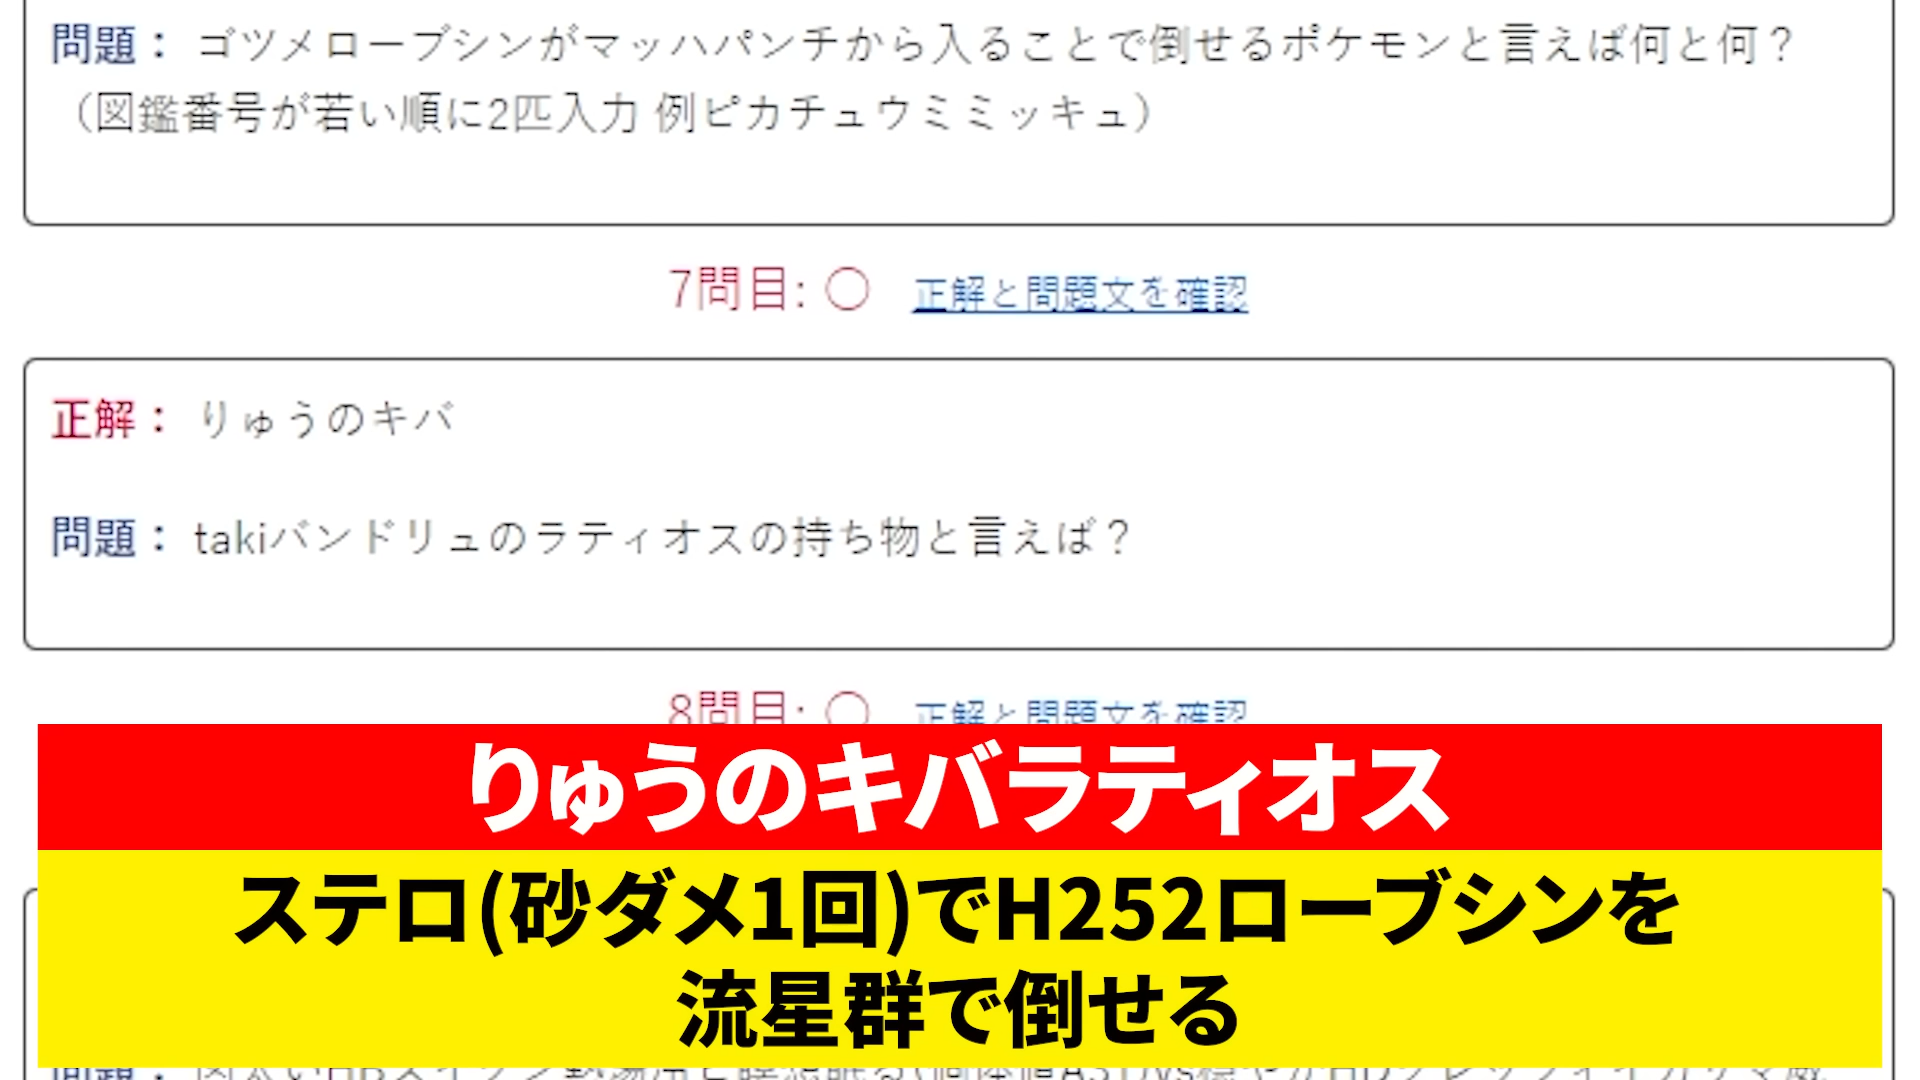 問題： ゴツメローブシンがマッハパンチから入ることで倒せるポケモンと言えば何と何？
（図鑑番号が若い順に2匹入力 例ピカチュウミミッキュ）
7問目: ○ 正解と問題文を確認
正解： りゅうのキバ
問題： takiバンドリュのラティオスの持ち物と言えば？
8問目: ○ 正解と問題文を確認
りゅうのキバラティオス
ステロ(砂ダメ1回)でH252ローブシンを
流星群で倒せる
問題：